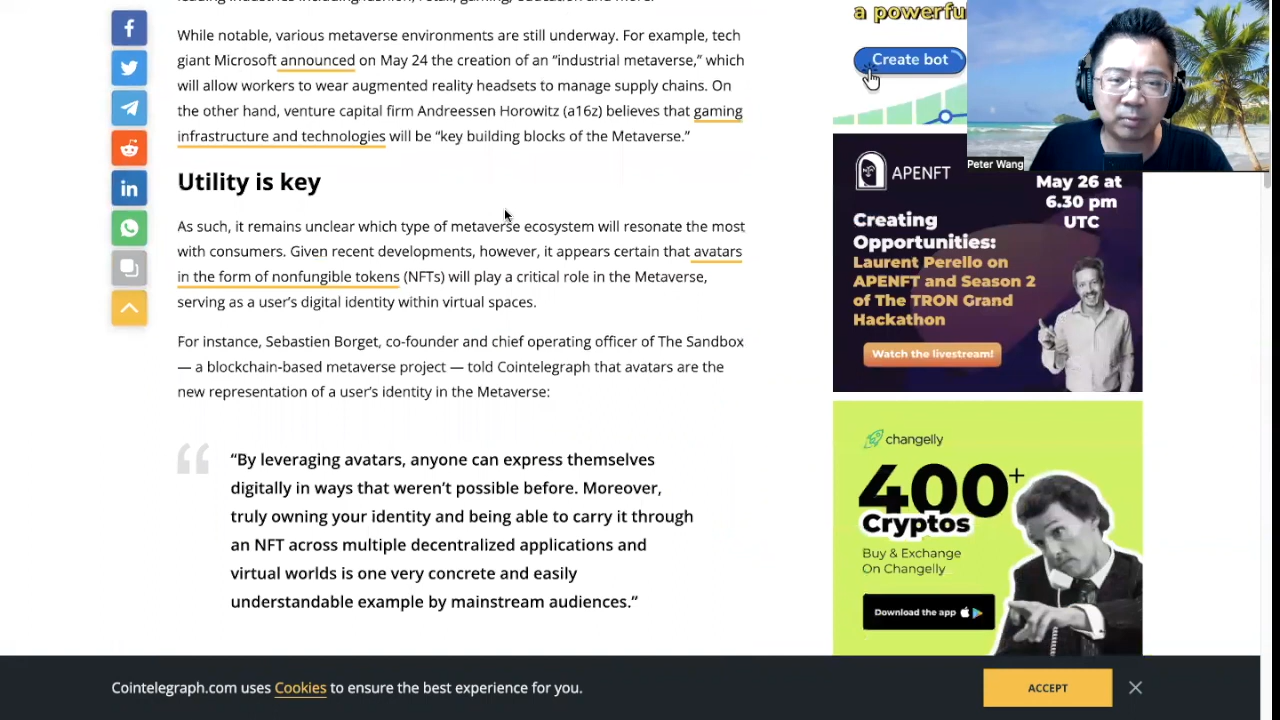 leading industries including fashion, retail, gaming, education and more.
While notable, various metaverse environments are still underway. For example, tech
giant Microsoft announced on May 24 the creation of an “industrial metaverse,” which
will allow workers to wear augmented reality headsets to manage supply chains. On
the other hand, venture capital firm Andreessen Horowitz (a16z) believes that gaming
infrastructure and technologies will be “key building blocks of the Metaverse.”
Utility is key
As such, it remains unclear which type of metaverse ecosystem will resonate the most
with consumers. Given recent developments, however, it appears certain that avatars
in the form of nonfungible tokens (NFTs) will play a critical role in the Metaverse,
serving as a user’s digital identity within virtual spaces.
For instance, Sebastien Borget, co-founder and chief operating officer of The Sandbox
— a blockchain-based metaverse project — told Cointelegraph that avatars are the
new representation of a user’s identity in the Metaverse:
“By leveraging avatars, anyone can express themselves
digitally in ways that weren’t possible before. Moreover,
truly owning your identity and being able to carry it through
an NFT across multiple decentralized applications and
virtual worlds is one very concrete and easily
understandable example by mainstream audiences.”
a
Create bot
Peter Wang
APENFT
May 26 at
6.30 pm
UTC
Creating
Opportunities:
Laurent Perello on
APENFT and Season 2
of The TRON Grand
Hackathon
Watch the livestream!
changelly
400+
Cryptos
Buy & Exchange
On Changelly
Download the app
Cointelegraph.com uses Cookies to ensure the best experience for you.
ACCEPT